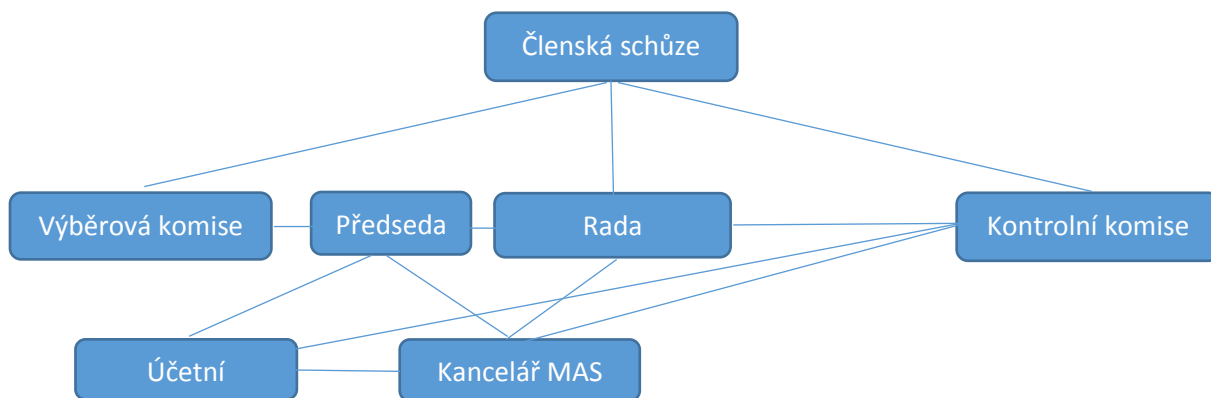 Členská schůze
Výběrová komise
Předseda
Rada
Kontrolní komise
Účetní
Kancelář MAS